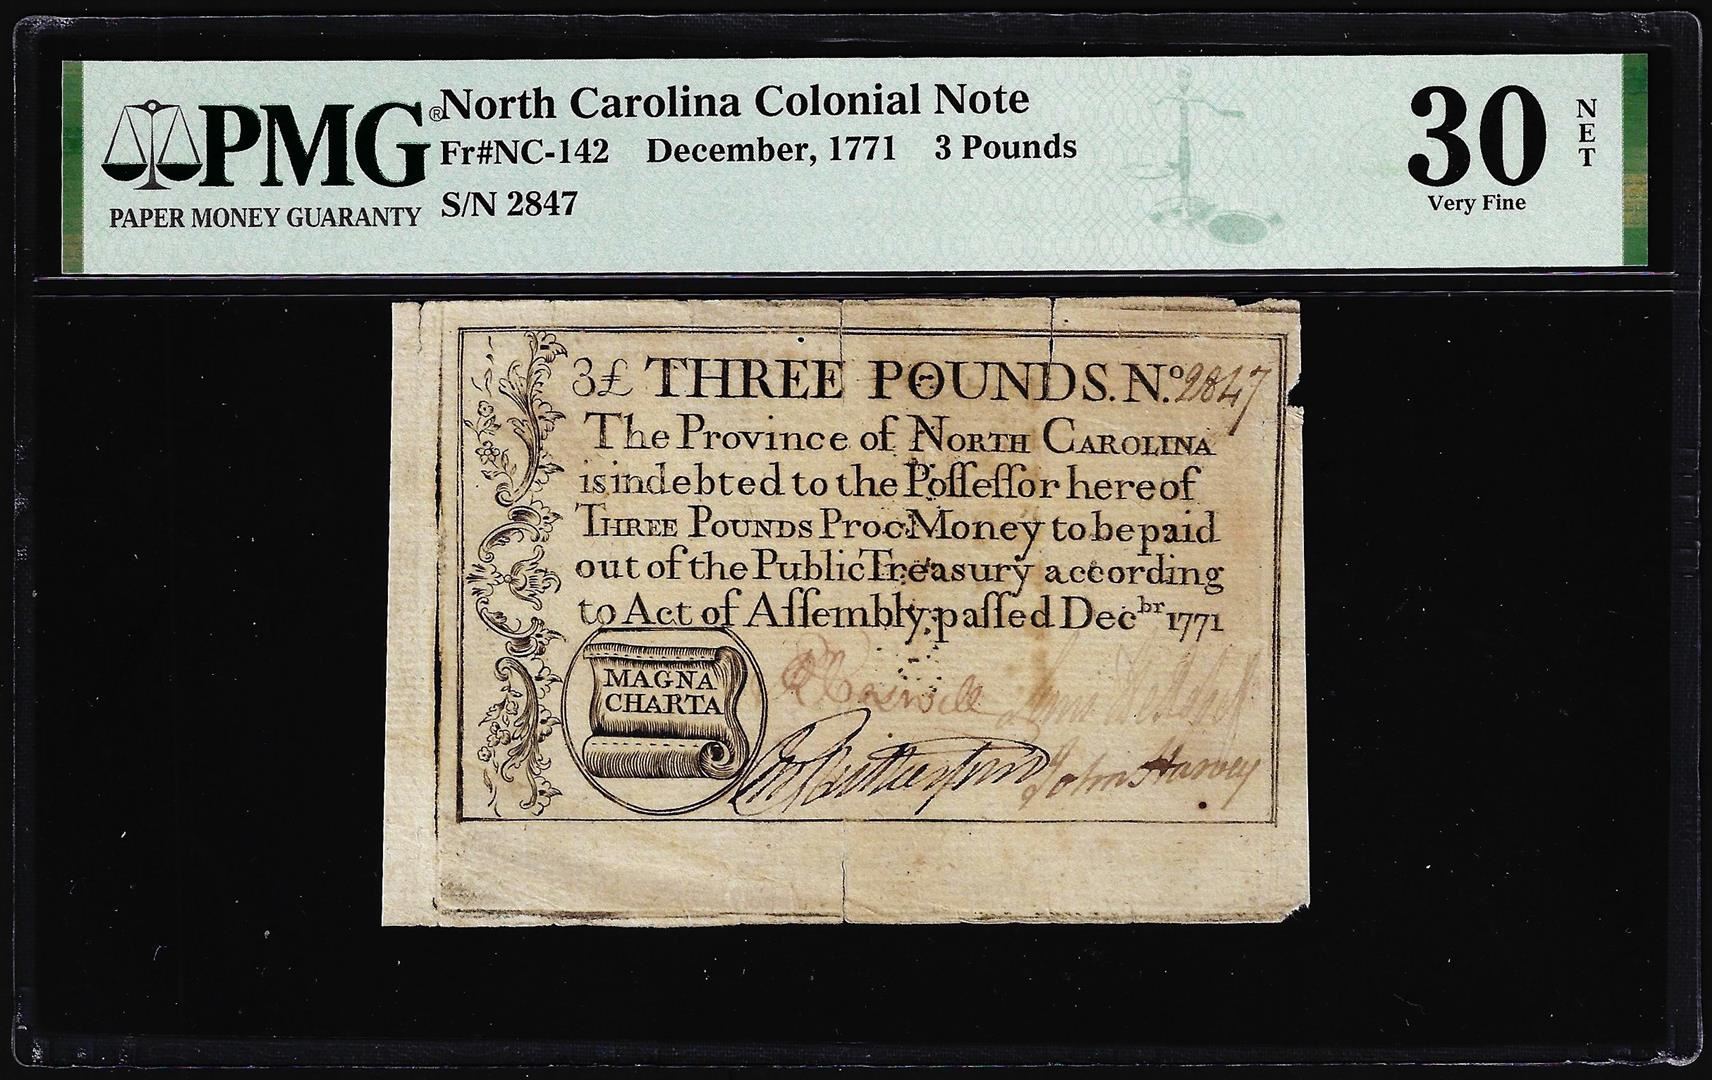 PMG®
PAPER MONEY GUARANTY
North Carolina Colonial Note
Fr#NC-142 December, 1771 3 Pounds
S/N 2847
30 NET
Very Fine
3£ THREE POUNDS. No. 2847
The Province of NORTH CAROLINA
is indebted to the Poſſeſſor hereof
THREE POUNDS Proc. Money to be paid
out of the Public Treasury according
to Act of Aſſembly, paſſed Decbr 1771
MAGNA
CHARTA
R Caswell
Rutherford
John Harvey